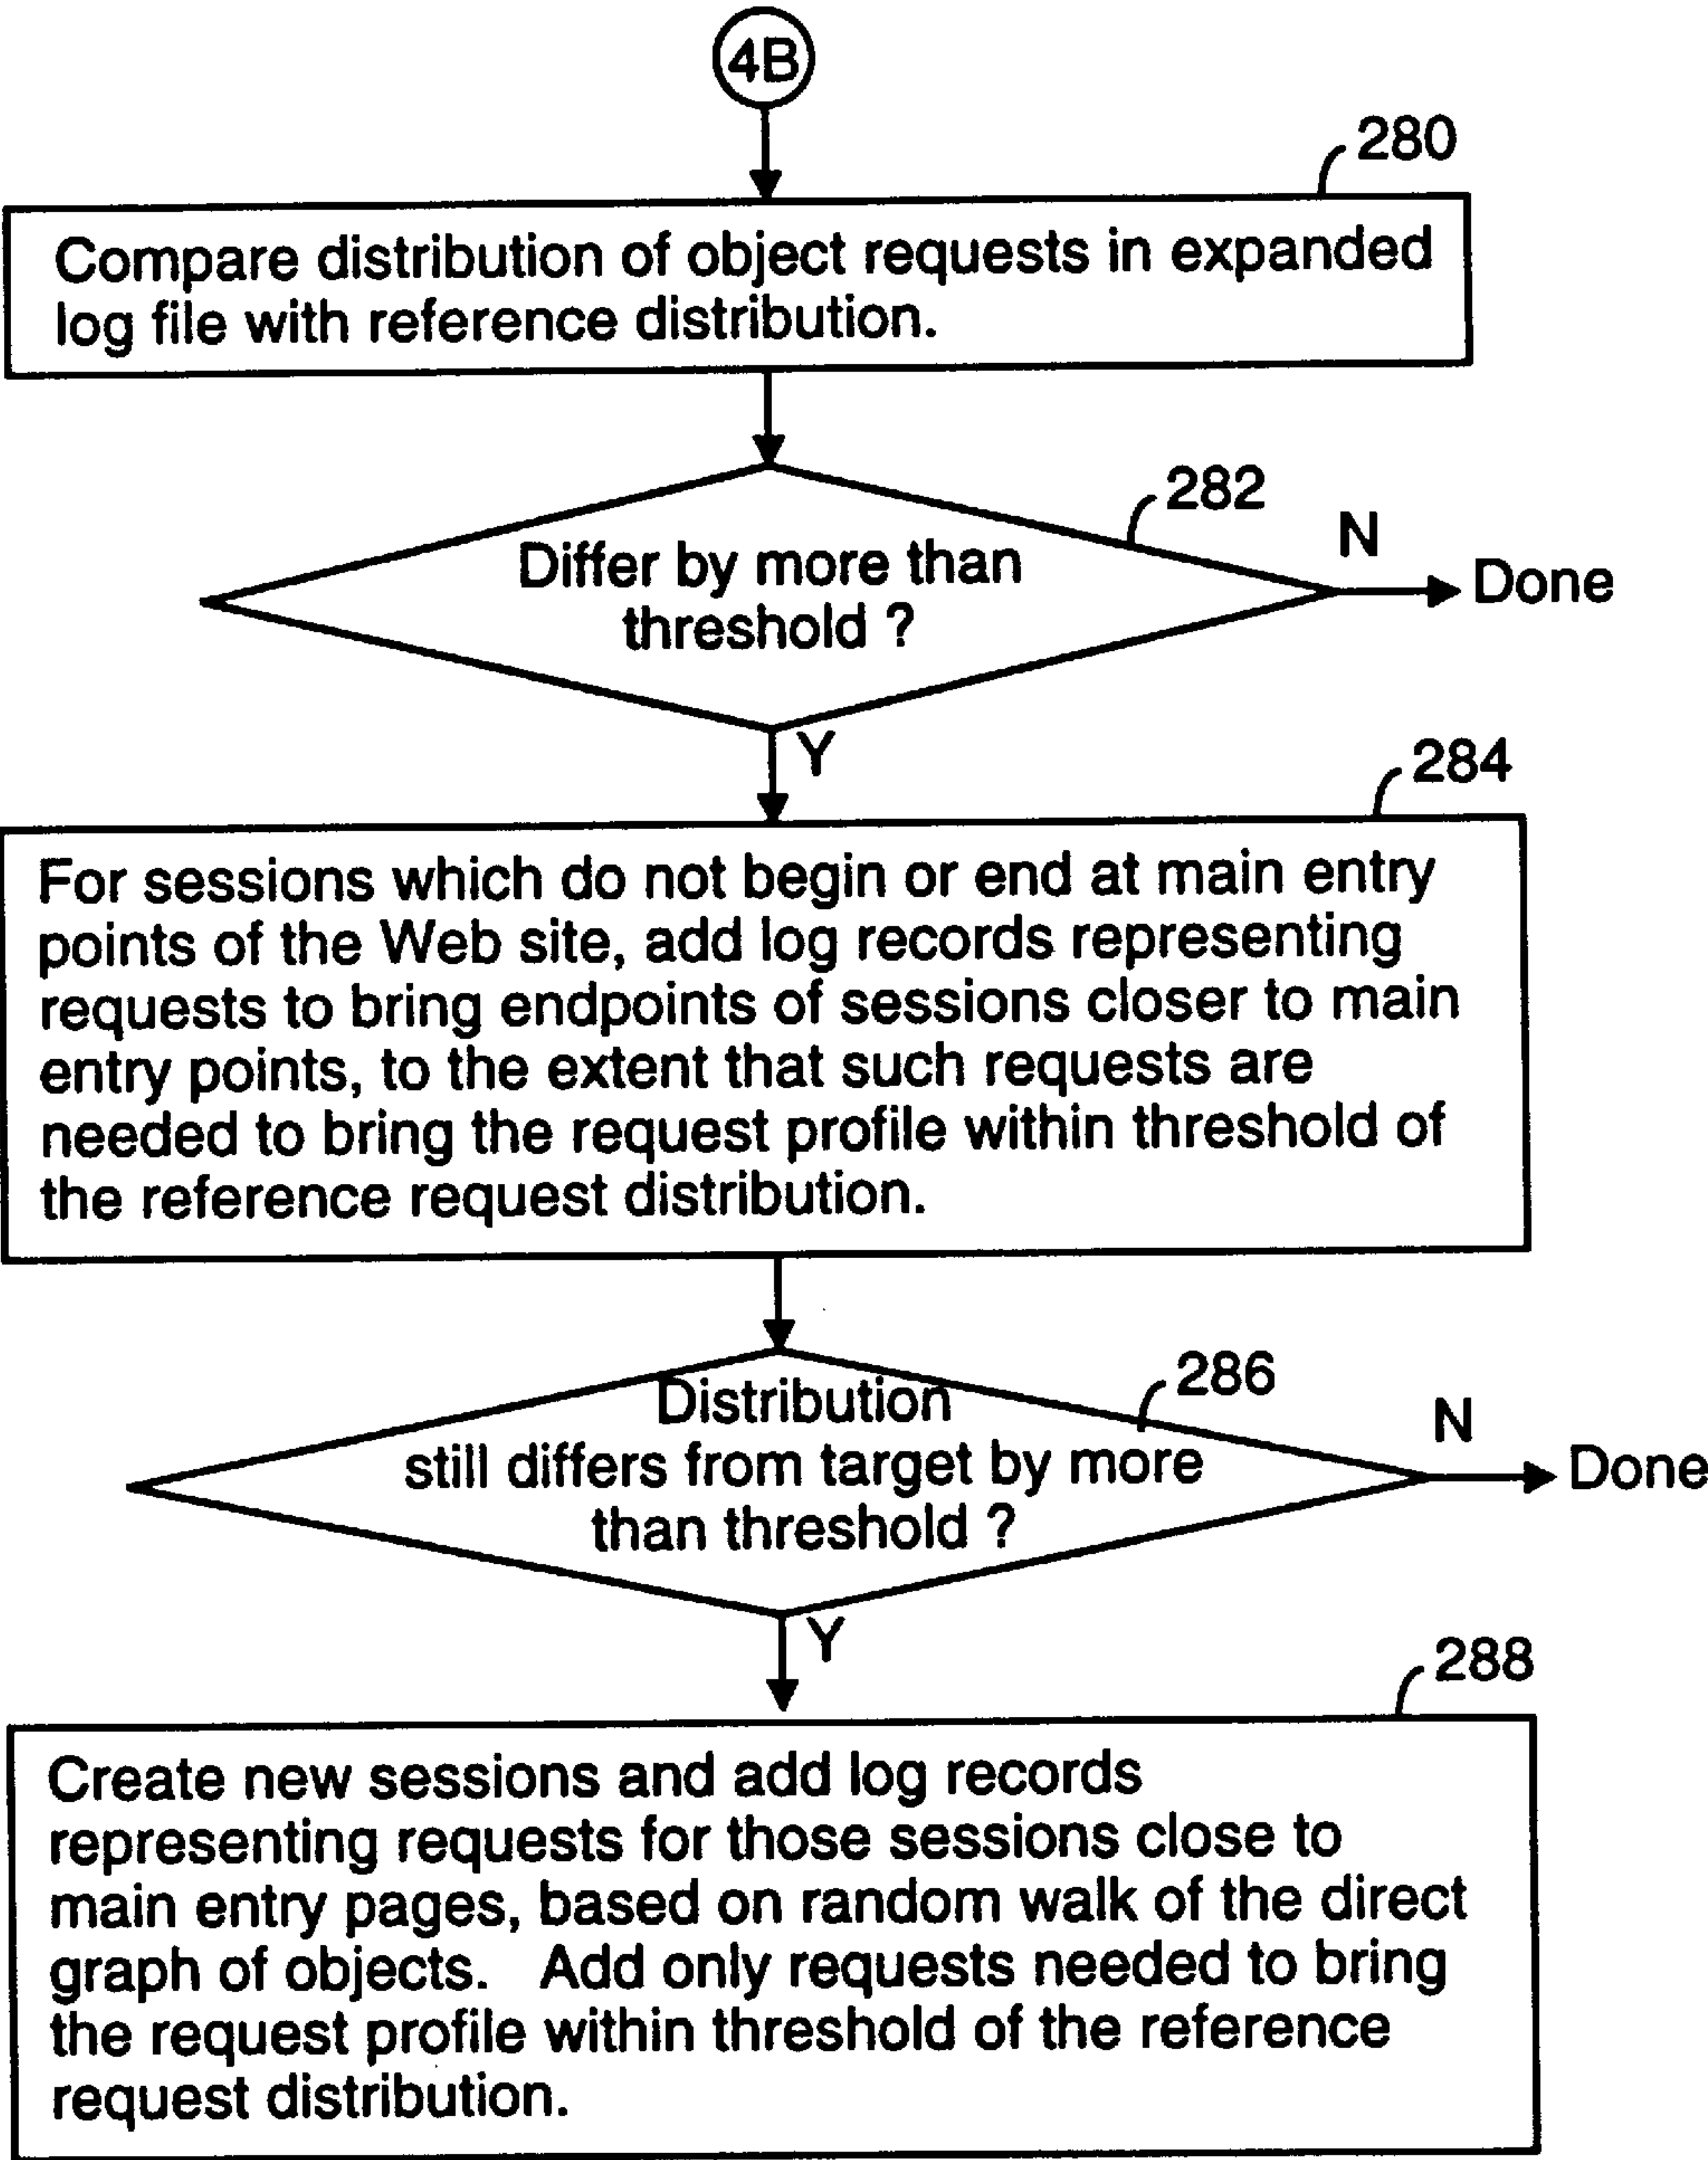 4B
280
Compare distribution of object requests in expanded
log file with reference distribution.
282
Differ by more than
threshold ?
N
Done
Y
284
For sessions which do not begin or end at main entry
points of the Web site, add log records representing
requests to bring endpoints of sessions closer to main
entry points, to the extent that such requests are
needed to bring the request profile within threshold of
the reference request distribution.
286
Distribution
still differs from target by more
than threshold ?
N
Done
Y
288
Create new sessions and add log records
representing requests for those sessions close to
main entry pages, based on random walk of the direct
graph of objects.   Add only requests needed to bring
the request profile within threshold of the reference
request distribution.